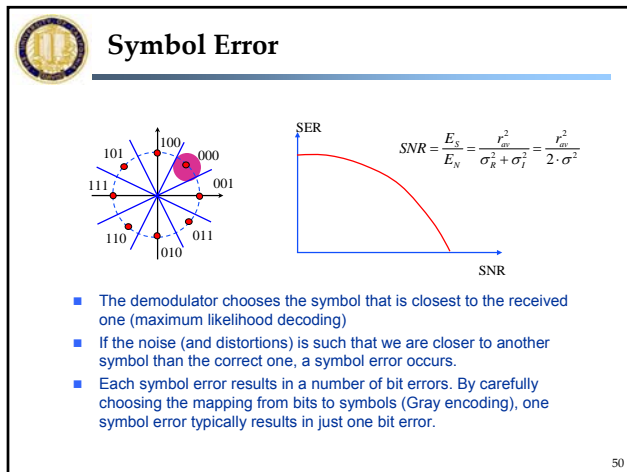 Symbol Error
100
101
000
111
001
110
011
010
SER
SNR = E_S / E_N = r_av^2 / (σ_R^2 + σ_I^2) = r_av^2 / (2 · σ^2)
SNR
■ The demodulator chooses the symbol that is closest to the received
one (maximum likelihood decoding)
■ If the noise (and distortions) is such that we are closer to another
symbol than the correct one, a symbol error occurs.
■ Each symbol error results in a number of bit errors. By carefully
choosing the mapping from bits to symbols (Gray encoding), one
symbol error typically results in just one bit error.
50